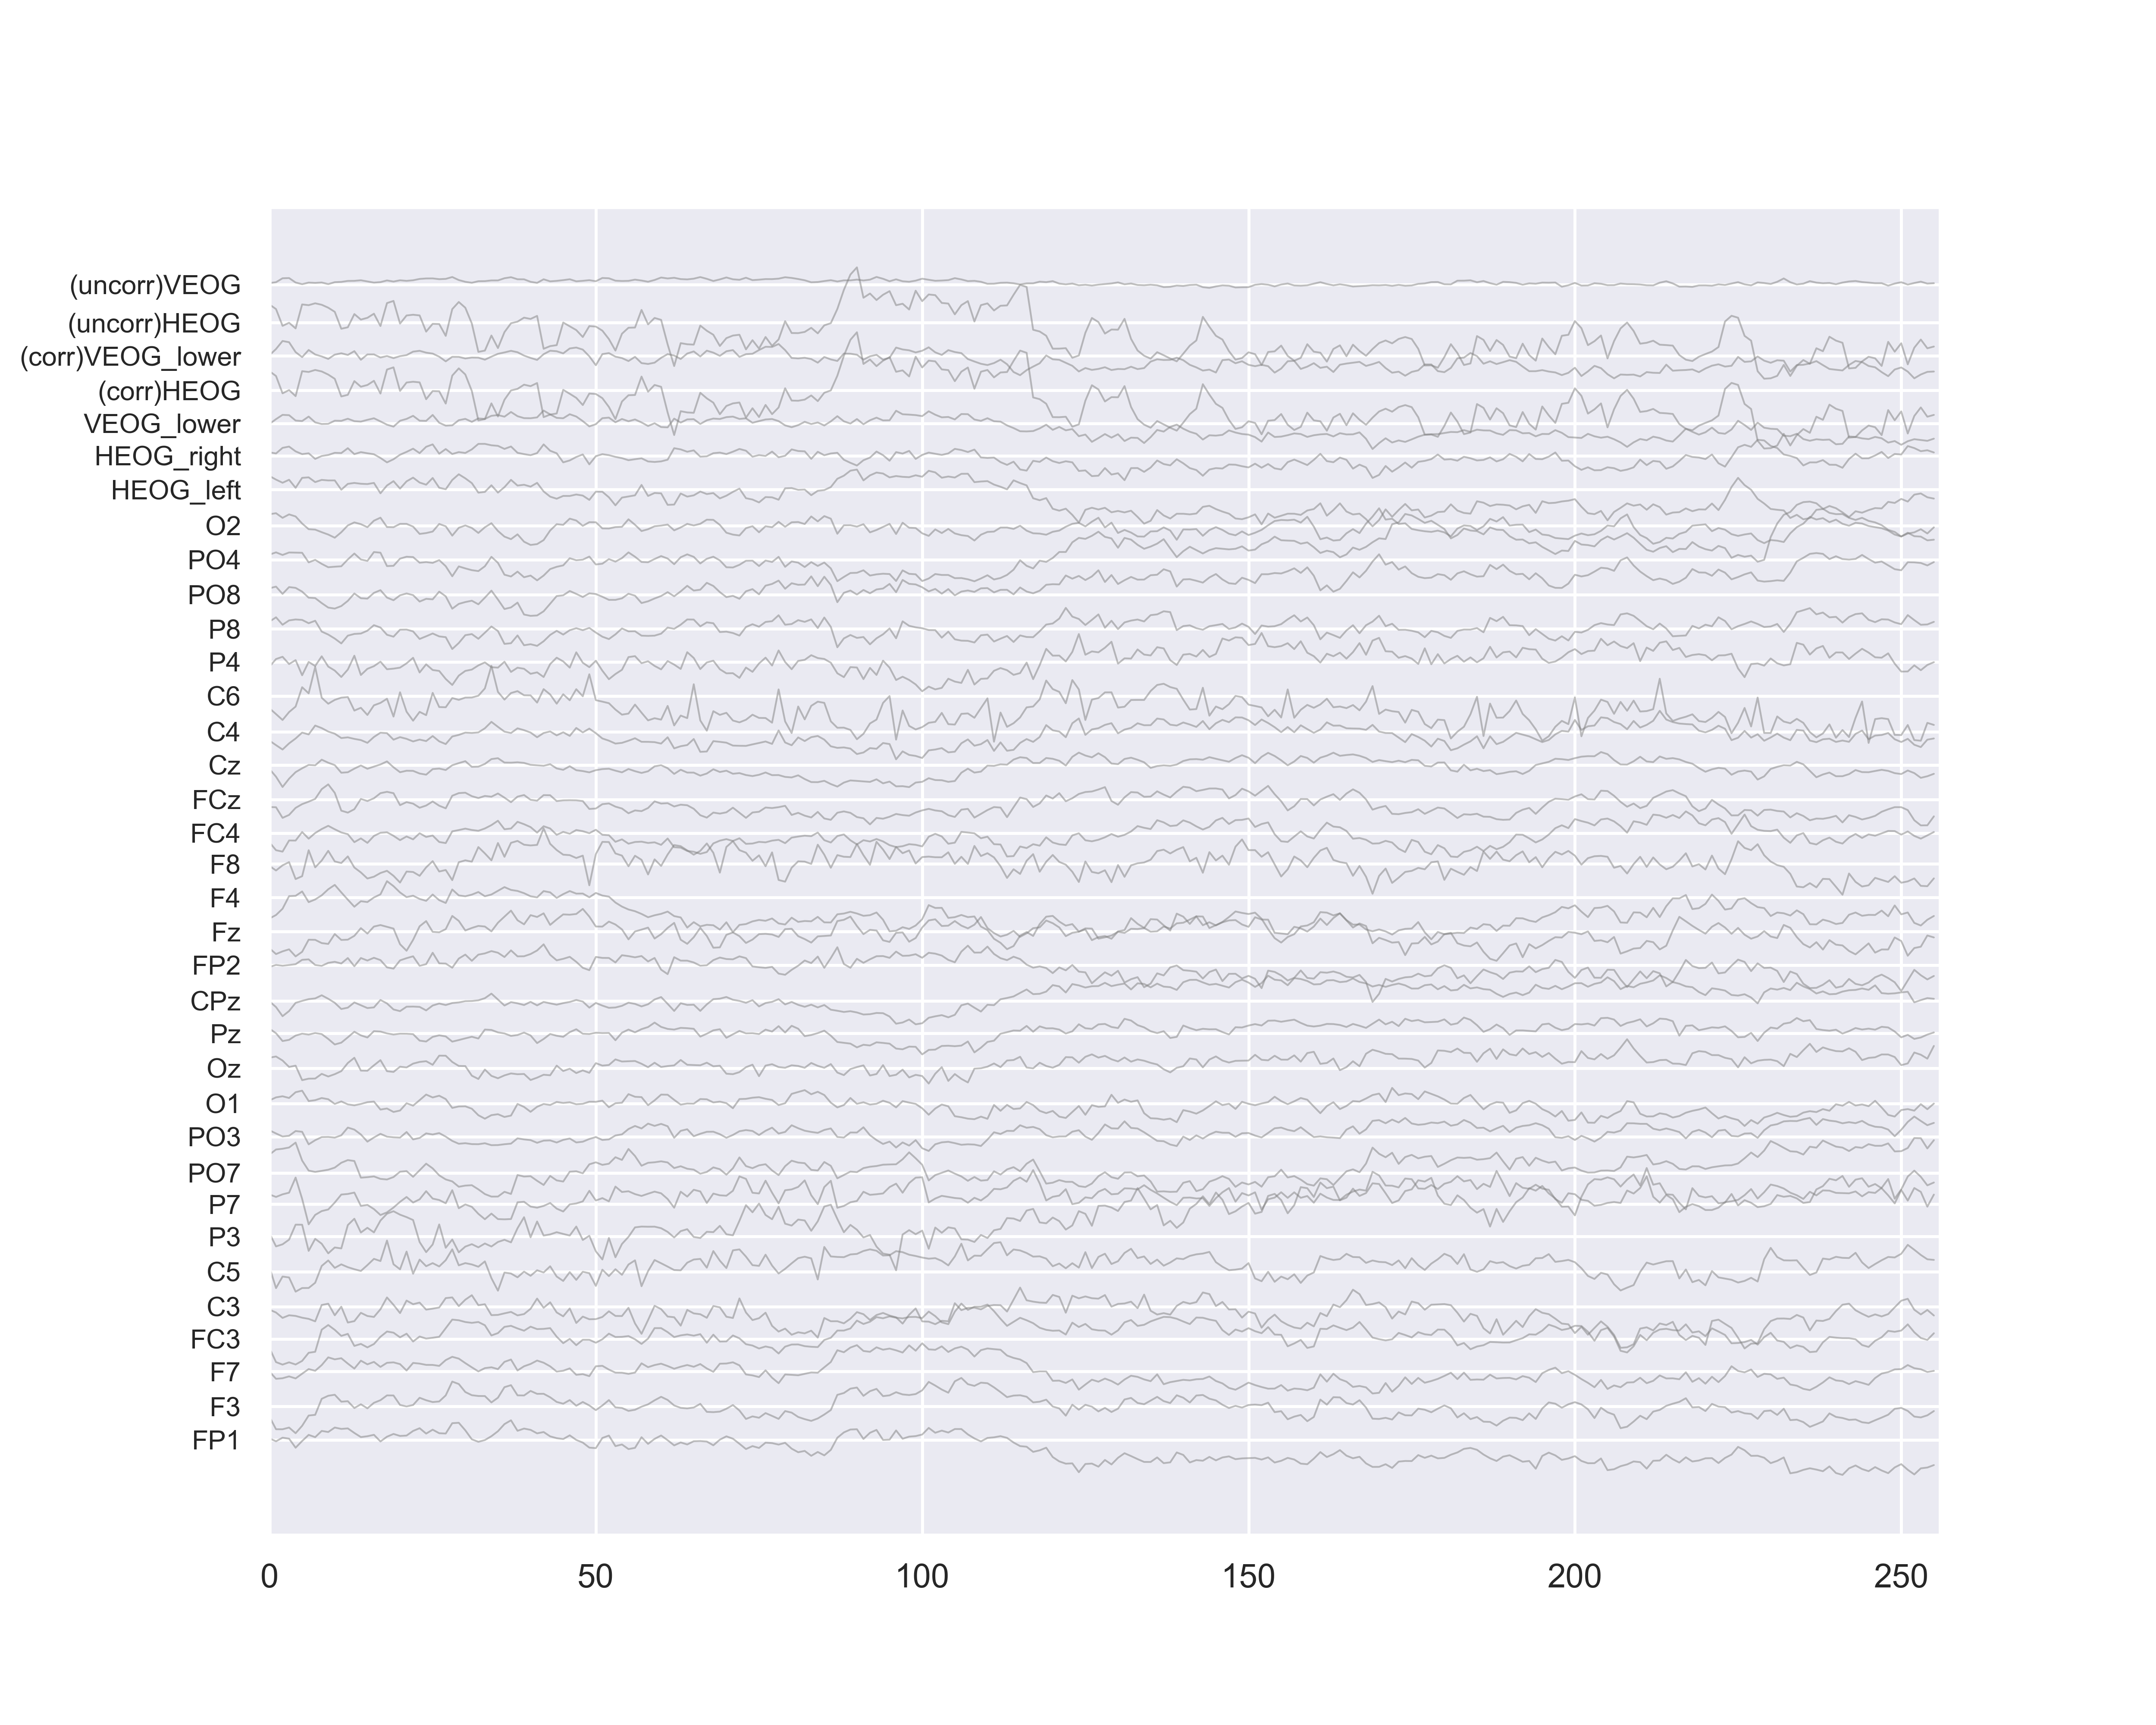 (uncorr)VEOG
(uncorr)HEOG
(corr)VEOG_lower
(corr)HEOG
VEOG_lower
HEOG_right
HEOG_left
O2
PO4
PO8
P8
P4
C6
C4
Cz
FCz
FC4
F8
F4
Fz
FP2
CPz
Pz
Oz
O1
PO3
PO7
P7
P3
C5
C3
FC3
F7
F3
FP1
0 50 100 150 200 250